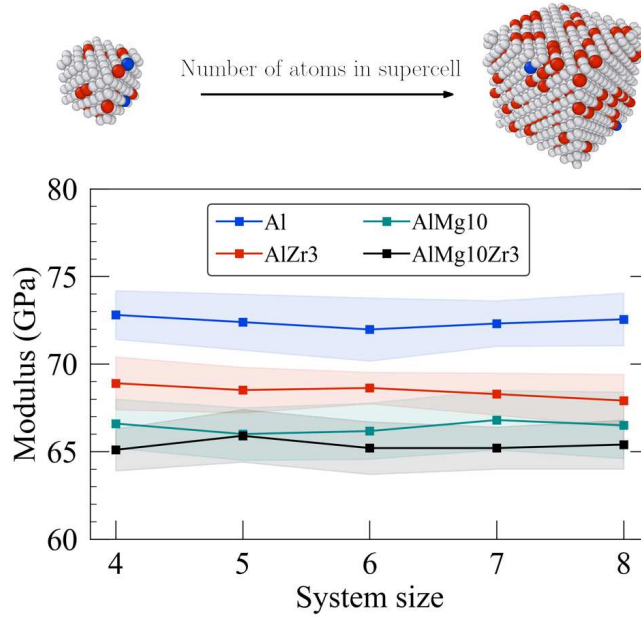 Number of atoms in supercell
80
75
70
65
60
Modulus (GPa)
Al
AlMg10
AlZr3
AlMg10Zr3
4 5 6 7 8
System size